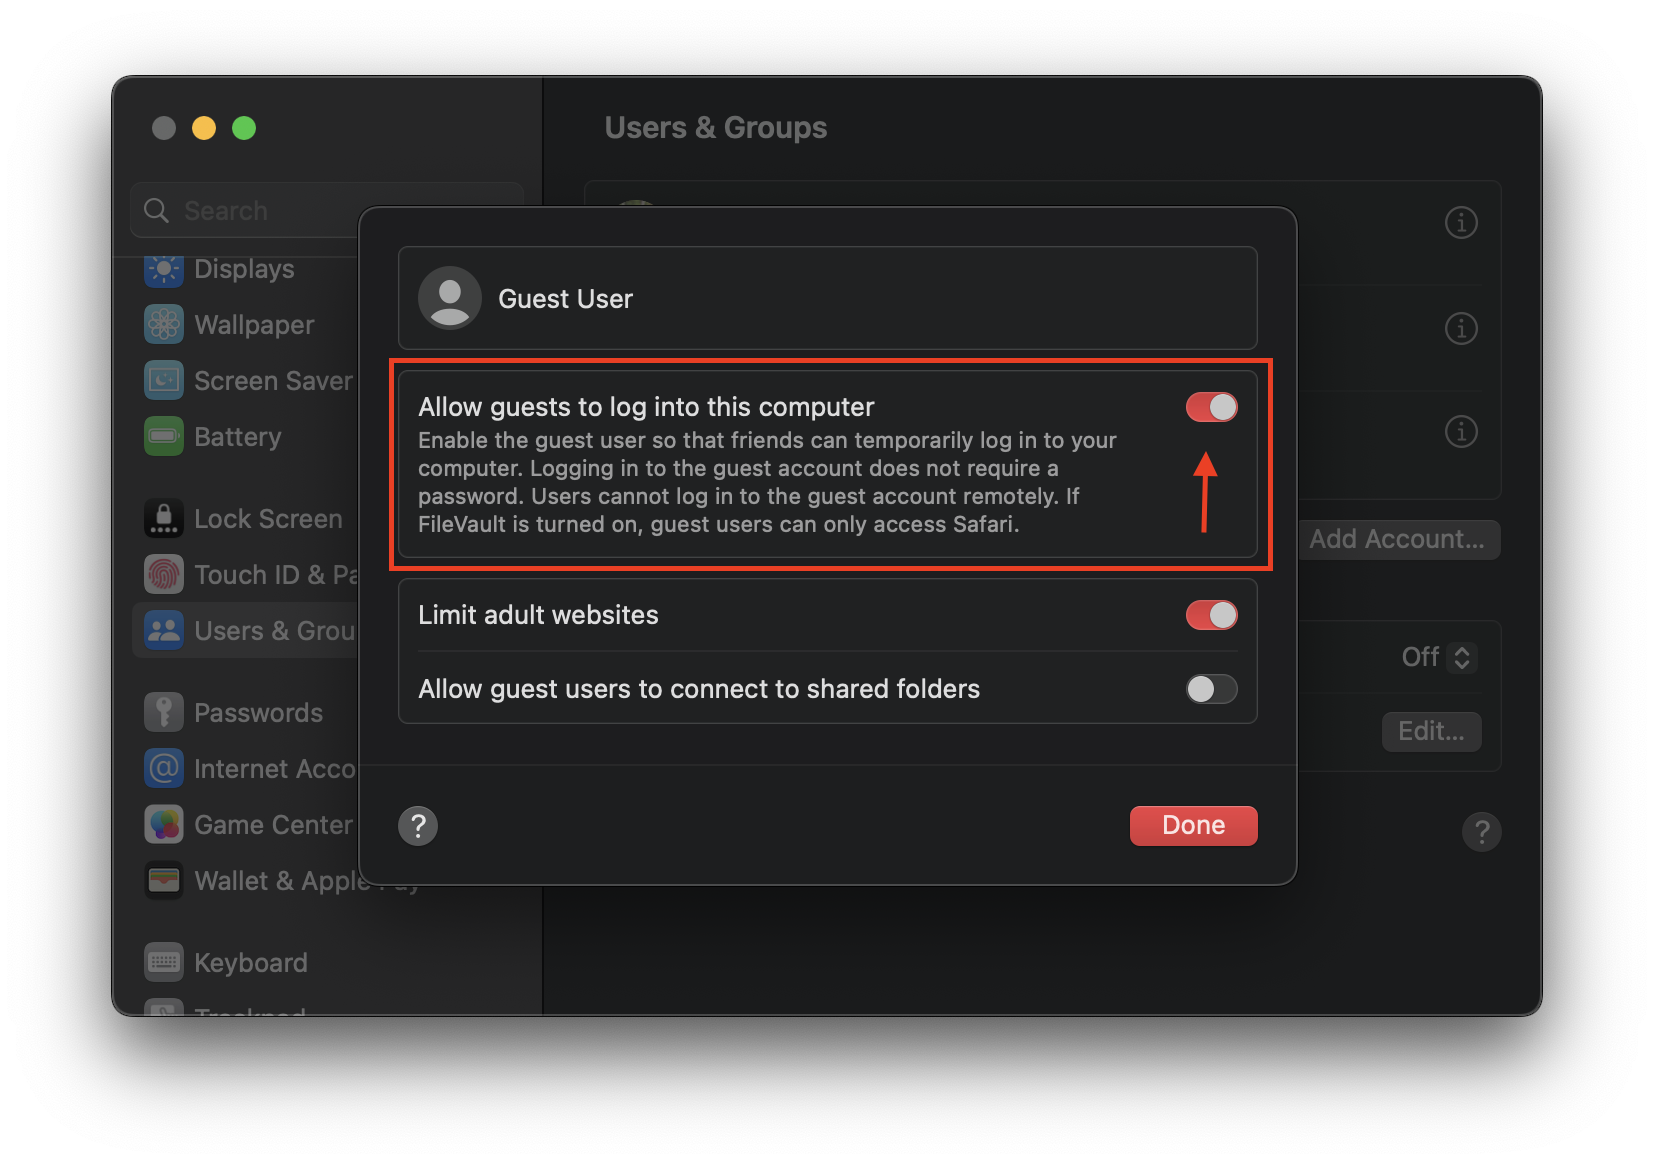 Users & Groups
Search
Displays
Wallpaper
Screen Saver
Battery
Lock Screen
Touch ID & Pa
Users & Grou
Passwords
Internet Acco
Game Center
Wallet & Apple Pay
Keyboard
Trackpad
Guest User
Allow guests to log into this computer
Enable the guest user so that friends can temporarily log in to your
computer. Logging in to the guest account does not require a
password. Users cannot log in to the guest account remotely. If
FileVault is turned on, guest users can only access Safari.
Limit adult websites
Allow guest users to connect to shared folders
?
Done
Add Account...
Off
Edit...
?